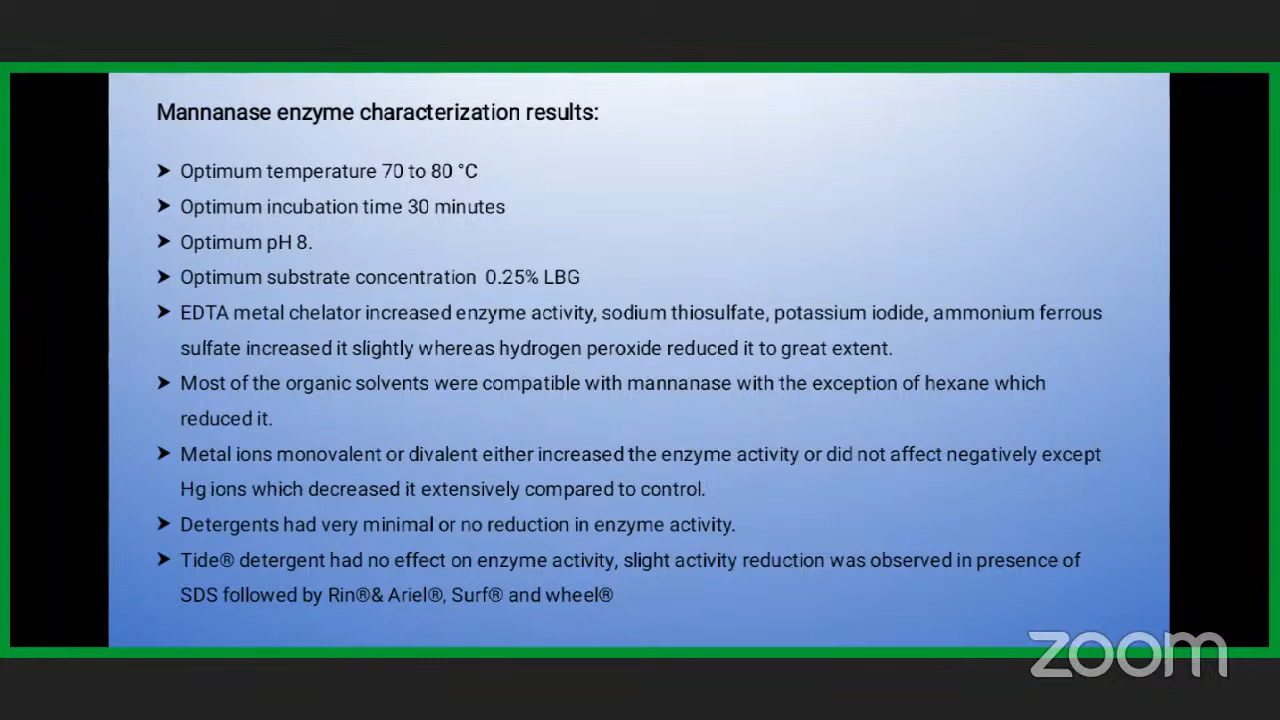 Mannanase enzyme characterization results:
➤ Optimum temperature 70 to 80 °C
➤ Optimum incubation time 30 minutes
➤ Optimum pH 8.
➤ Optimum substrate concentration 0.25% LBG
➤ EDTA metal chelator increased enzyme activity, sodium thiosulfate, potassium iodide, ammonium ferrous
sulfate increased it slightly whereas hydrogen peroxide reduced it to great extent.
➤ Most of the organic solvents were compatible with mannanase with the exception of hexane which
reduced it.
➤ Metal ions monovalent or divalent either increased the enzyme activity or did not affect negatively except
Hg ions which decreased it extensively compared to control.
➤ Detergents had very minimal or no reduction in enzyme activity.
➤ Tide® detergent had no effect on enzyme activity, slight activity reduction was observed in presence of
SDS followed by Rin®& Ariel®, Surf® and wheel®
zoom